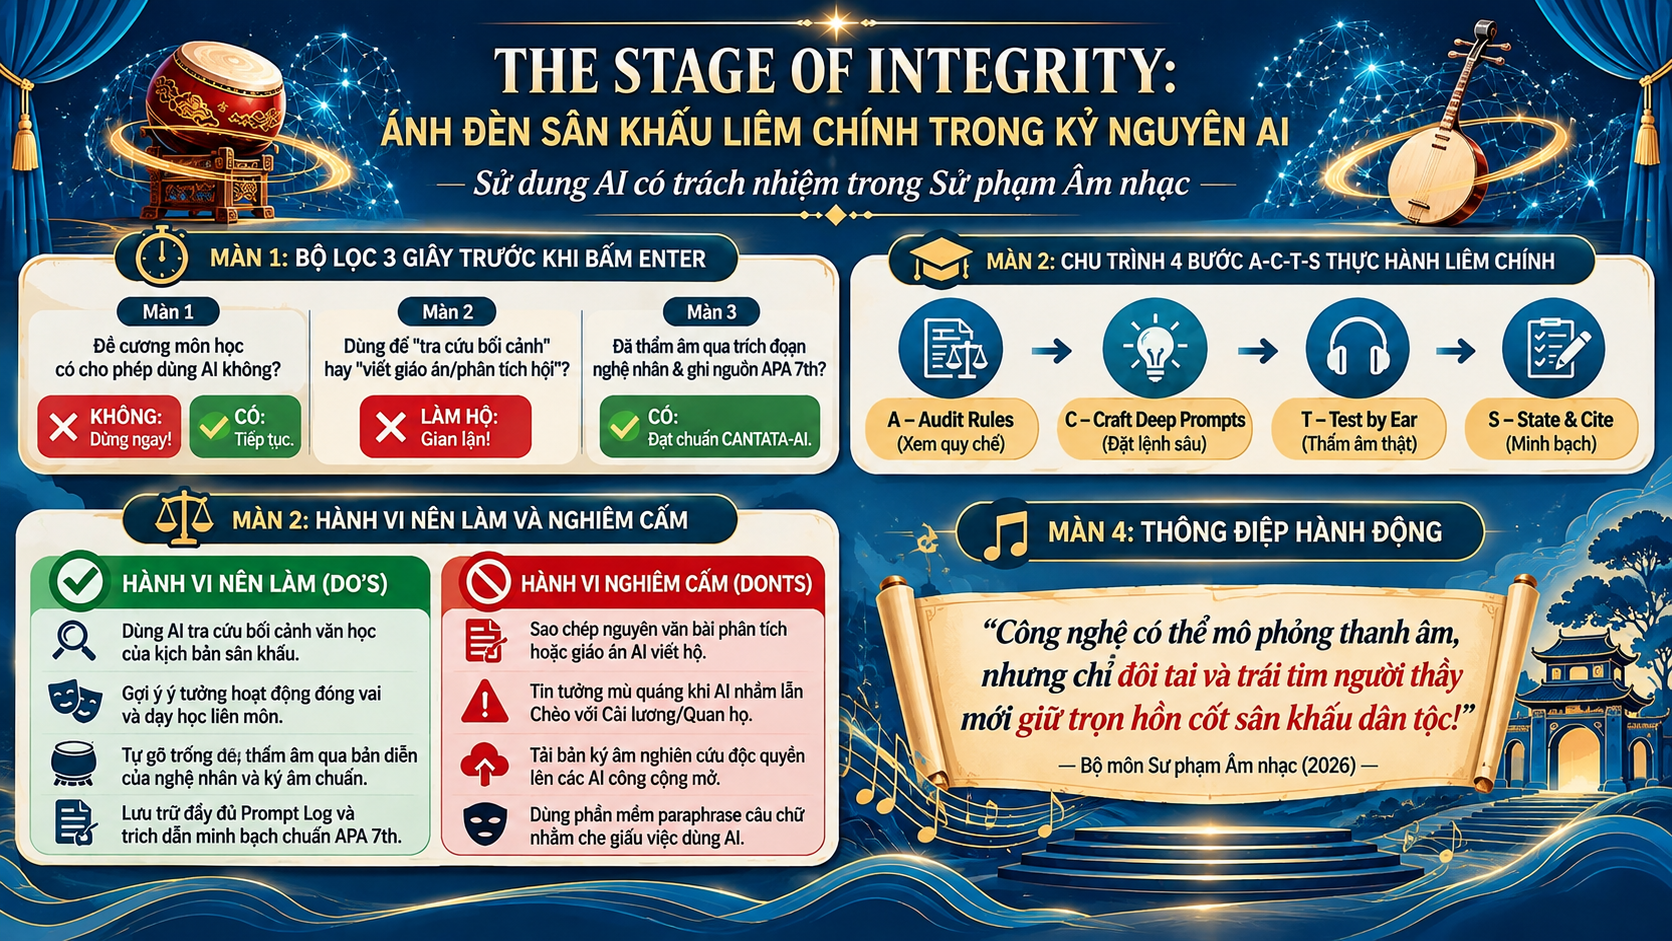 THE STAGE OF INTEGRITY:
ÁNH ĐÈN SÂN KHẤU LIÊM CHÍNH TRONG KỶ NGUYÊN AI
— Sử dung AI có trách nhiệm trong Sử phạm Âm nhạc —
MÀN 1: BỘ LỌC 3 GIÂY TRƯỚC KHI BẤM ENTER
Màn 1
Đề cương môn học
có cho phép dùng AI không?
KHÔNG:
Dừng ngay!
CÓ:
Tiếp tục.
Màn 2
Dùng để "tra cứu bối cảnh"
hay "viết giáo án/phân tích hội"?
LÀM HỘ:
Gian lận!
Màn 3
Đã thẩm âm qua trích đoạn
nghệ nhân & ghi nguồn APA 7th?
CÓ:
Đạt chuẩn CANTATA-AI.
MÀN 2: CHU TRÌNH 4 BƯỚC A-C-T-S THỰC HÀNH LIÊM CHÍNH
A – Audit Rules
(Xem quy chế)
C – Craft Deep Prompts
(Đặt lệnh sâu)
T – Test by Ear
(Thẩm âm thật)
S – State & Cite
(Minh bạch)
MÀN 2: HÀNH VI NÊN LÀM VÀ NGHIÊM CẤM
HÀNH VI NÊN LÀM (DO'S)
Dùng AI tra cứu bối cảnh văn học
của kịch bản sân khấu.
Gợi ý ý tưởng hoạt động đóng vai
và dạy học liên môn.
Tự gõ trống đế; thẩm âm qua bản diễn
của nghệ nhân và ký âm chuẩn.
Lưu trữ đầy đủ Prompt Log và
trích dẫn minh bạch chuẩn APA 7th.
HÀNH VI NGHIÊM CẤM (DONTS)
Sao chép nguyên văn bài phân tích
hoặc giáo án AI viết hộ.
Tin tưởng mù quáng khi AI nhầm lẫn
Chèo với Cải lương/Quan họ.
Tải bản ký âm nghiên cứu độc quyền
lên các AI công cộng mở.
Dùng phần mềm paraphrase câu chữ
nhằm che giấu việc dùng AI.
MÀN 4: THÔNG ĐIỆP HÀNH ĐỘNG
“Công nghệ có thể mô phỏng thanh âm,
nhưng chỉ đôi tai và trái tim người thầy
mới giữ trọn hồn cốt sân khấu dân tộc!”
— Bộ môn Sư phạm Âm nhạc (2026) —